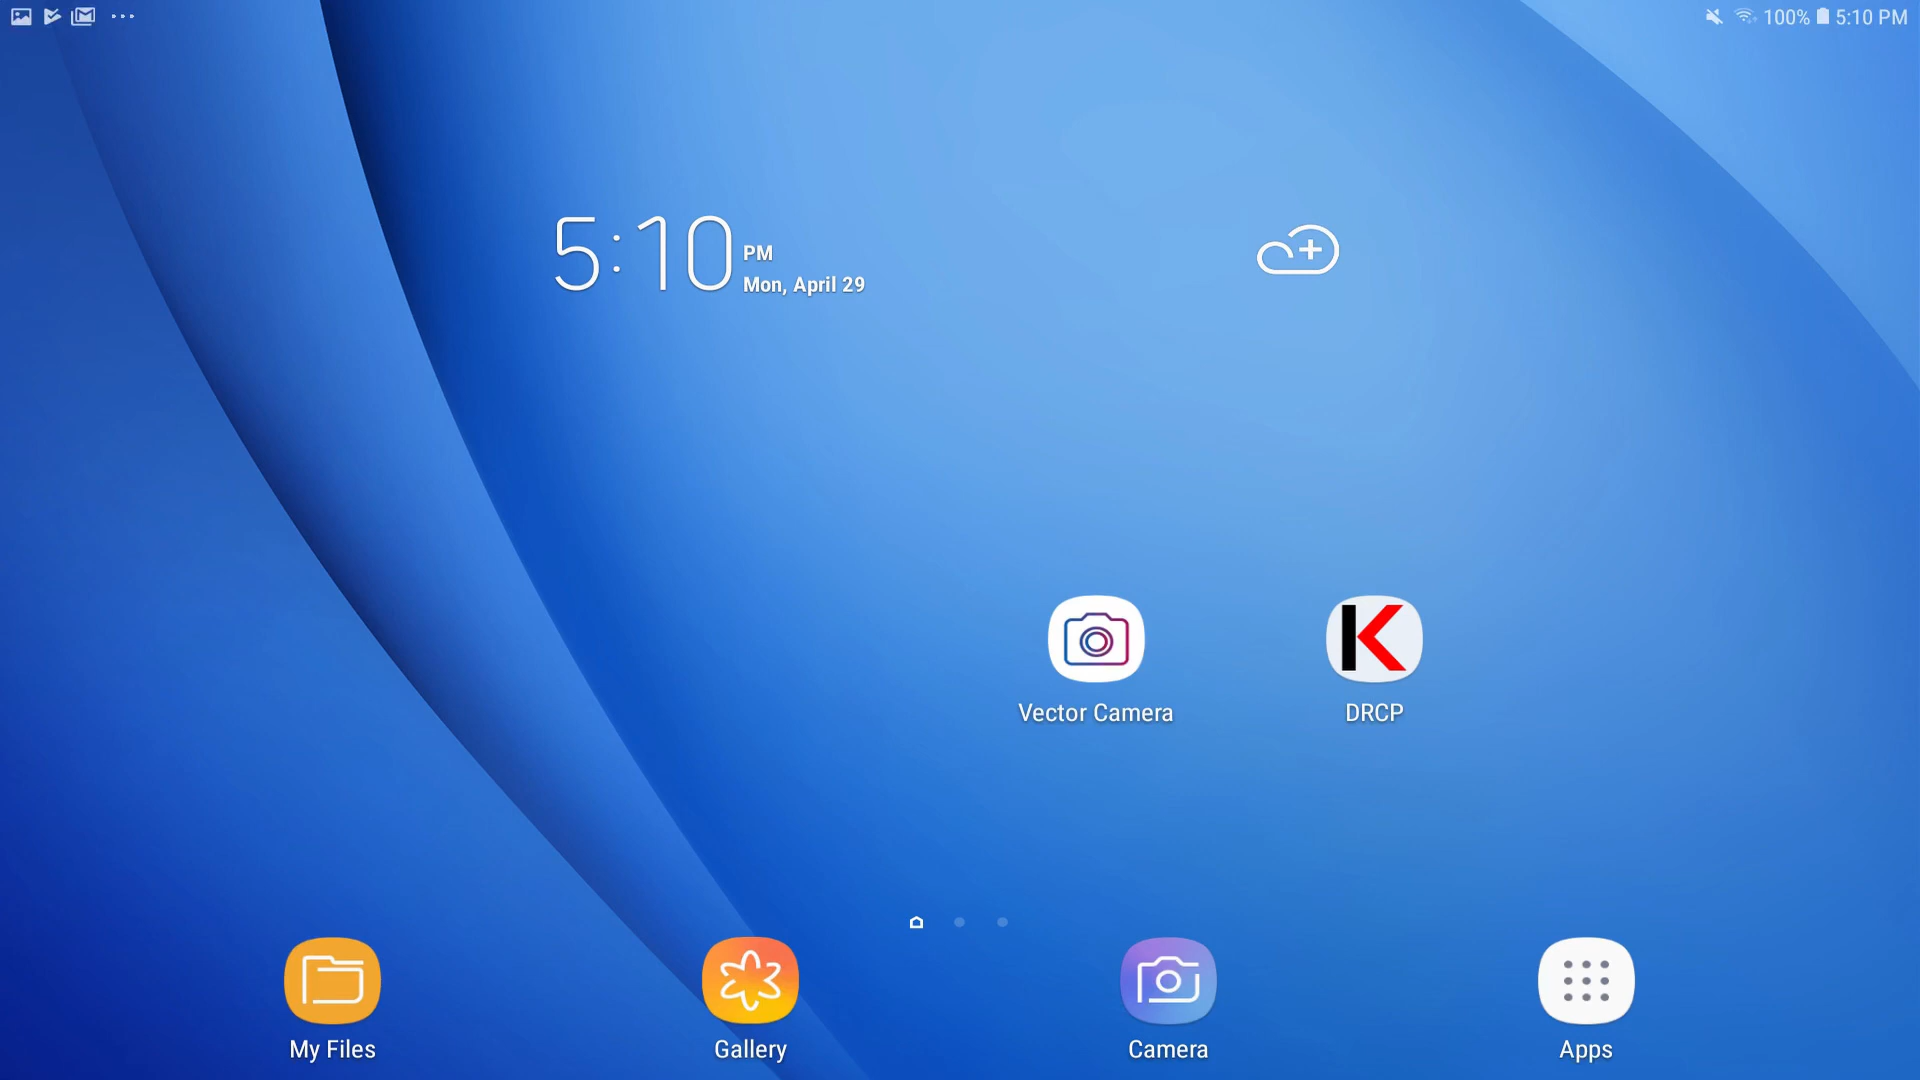 100% 5:10 PM
5:10 PM
Mon, April 29
Vector Camera
DRCP
My Files
Gallery
Camera
Apps